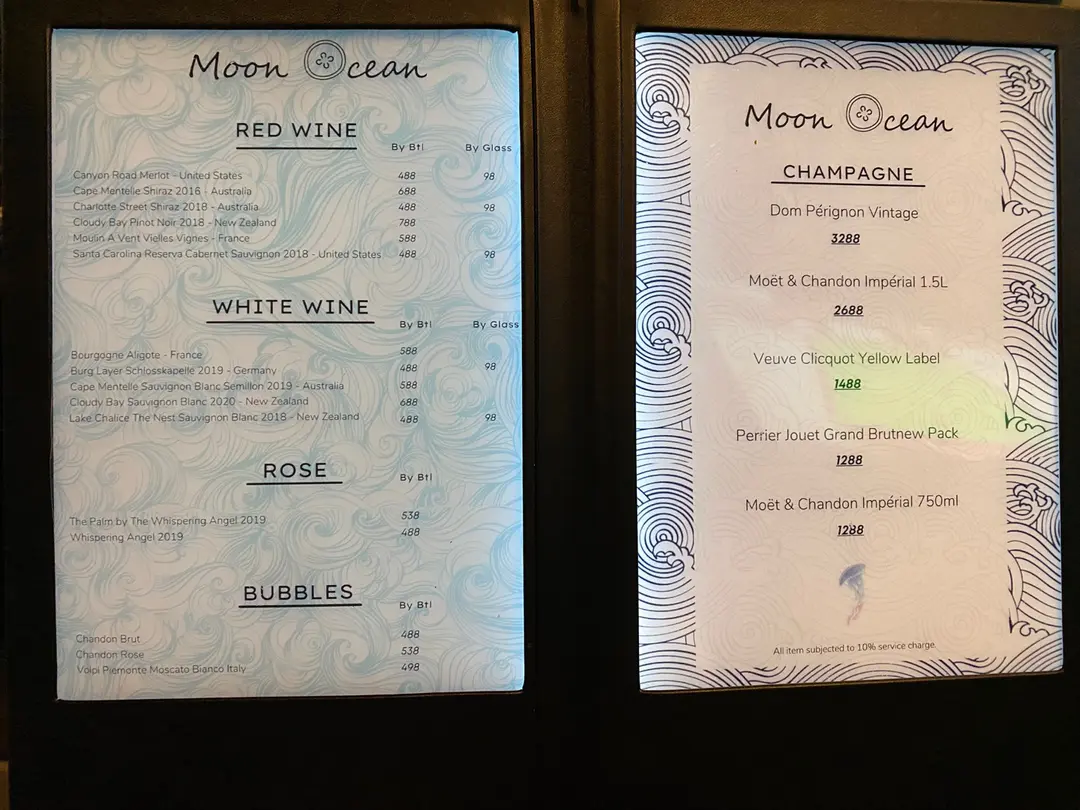 Moon Ocean
RED WINE
By Btl By Glass
Canyon Road Merlot - United States 488 98
Cape Mentelle Shiraz 2016 - Australia 688
Charlotte Street Shiraz 2018 - Australia 488 98
Cloudy Bay Pinot Noir 2018 - New Zealand 788
Moulin A Vent Vielles Vignes - France 588
Santa Carolina Reserva Cabernet Sauvignon 2018 - United States 488 98
WHITE WINE
By Btl By Glass
Bourgogne Aligote - France 588
Burg Layer Schlosskapelle 2019 - Germany 488 98
Cape Mentelle Sauvignon Blanc Semillon 2019 - Australia 588
Cloudy Bay Sauvignon Blanc 2020 - New Zealand 688
Lake Chalice The Nest Sauvignon Blanc 2018 - New Zealand 488 98
ROSE
By Btl
The Palm by The Whispering Angel 2019 538
Whispering Angel 2019 488
BUBBLES
By Btl
Chandon Brut 488
Chandon Rose 538
Volpi Piemonte Moscato Bianco Italy 498
Moon Ocean
CHAMPAGNE
Dom Pérignon Vintage
3288
Moët & Chandon Impérial 1.5L
2688
Veuve Clicquot Yellow Label
1488
Perrier Jouet Grand Brutnew Pack
1288
Moët & Chandon Impérial 750ml
1288
All item subjected to 10% service charge.